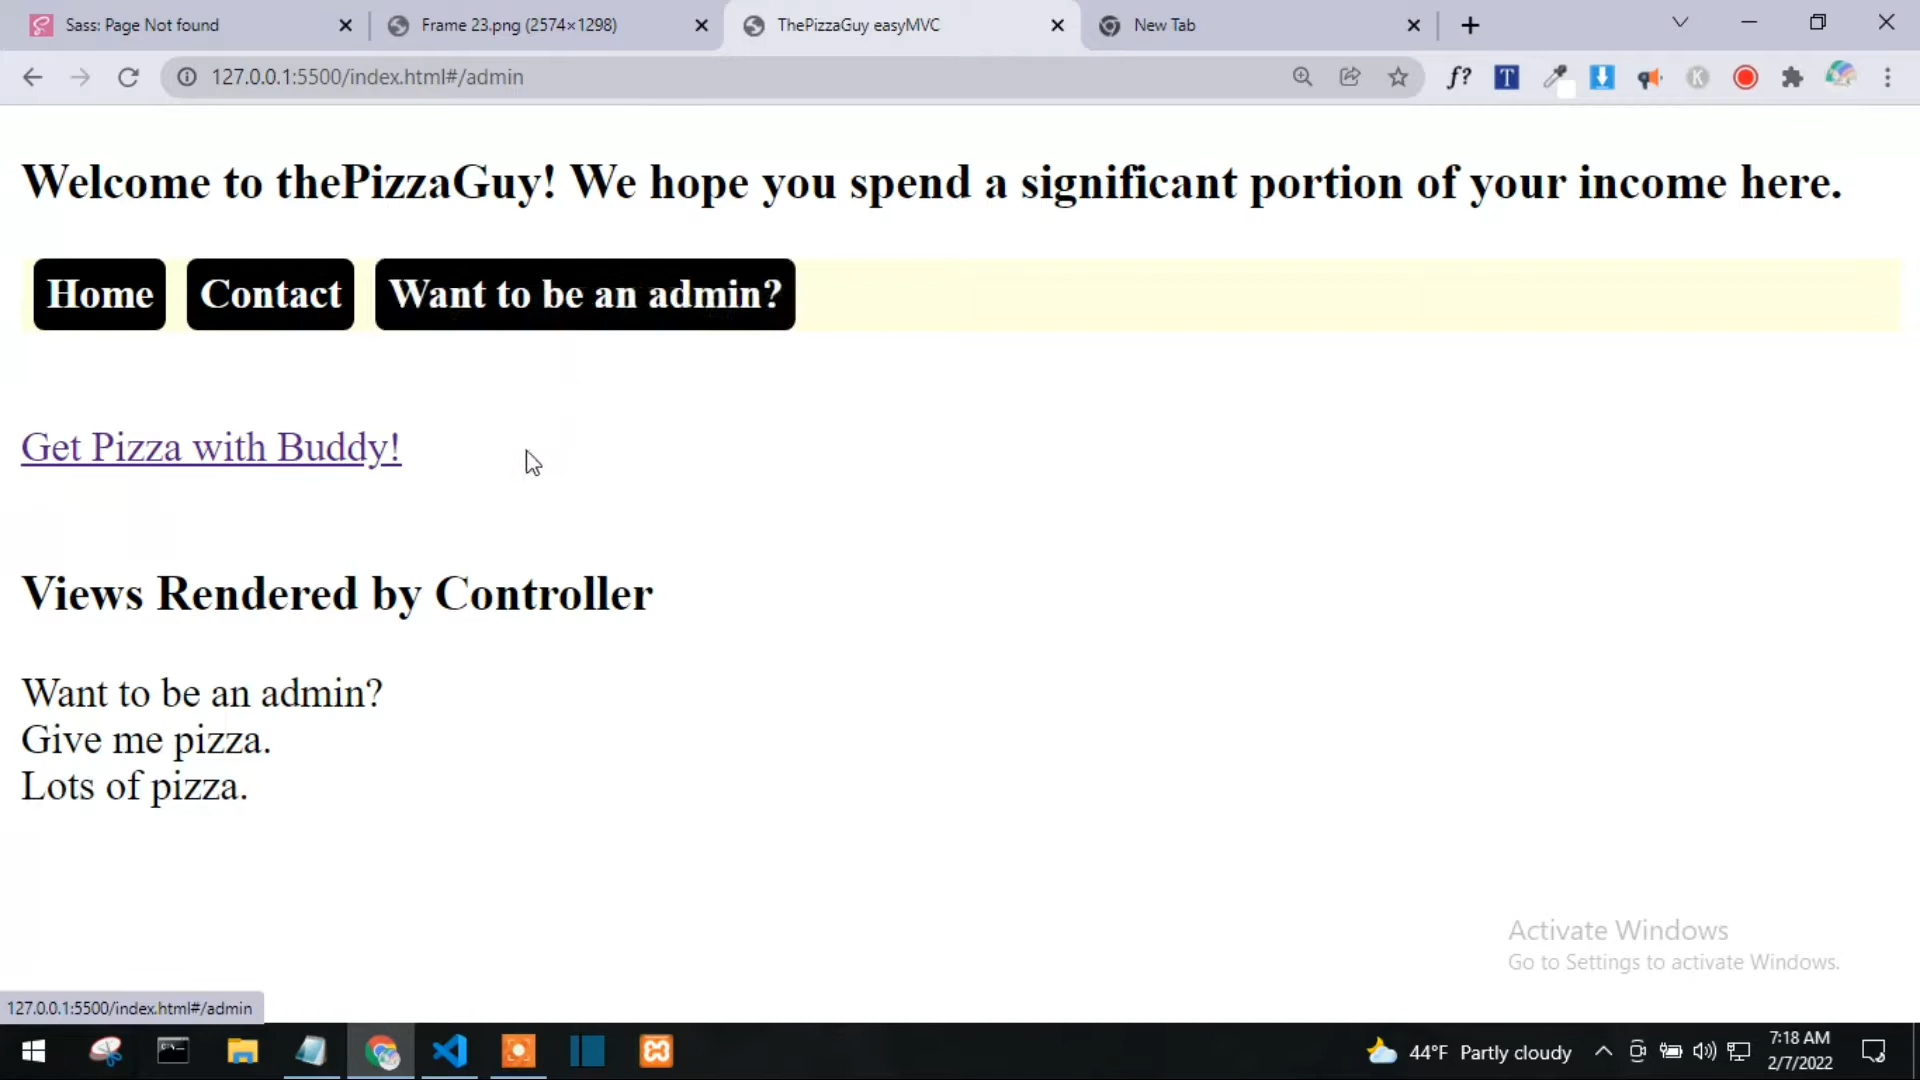 Sass: Page Not found
Frame 23.png (2574×1298)
ThePizzaGuy easyMVC
New Tab
127.0.0.1:5500/index.html#/admin
f?
T
K
Welcome to thePizzaGuy! We hope you spend a significant portion of your income here.
Home
Contact
Want to be an admin?
Get Pizza with Buddy!
Views Rendered by Controller
Want to be an admin?
Give me pizza.
Lots of pizza.
Activate Windows
Go to Settings to activate Windows.
127.0.0.1:5500/index.html#/admin
44°F Partly cloudy
7:18 AM
2/7/2022